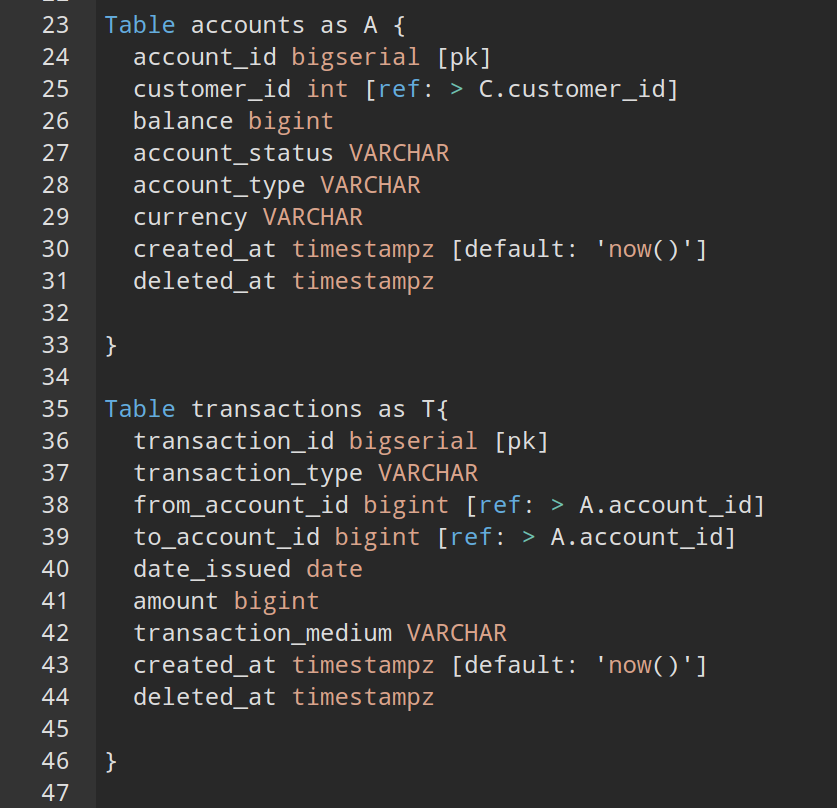 23 Table accounts as A {
24 account_id bigserial [pk]
25 customer_id int [ref: > C.customer_id]
26 balance bigint
27 account_status VARCHAR
28 account_type VARCHAR
29 currency VARCHAR
30 created_at timestampz [default: 'now()']
31 deleted_at timestampz
32
33 }
34
35 Table transactions as T{
36 transaction_id bigserial [pk]
37 transaction_type VARCHAR
38 from_account_id bigint [ref: > A.account_id]
39 to_account_id bigint [ref: > A.account_id]
40 date_issued date
41 amount bigint
42 transaction_medium VARCHAR
43 created_at timestampz [default: 'now()']
44 deleted_at timestampz
45
46 }
47